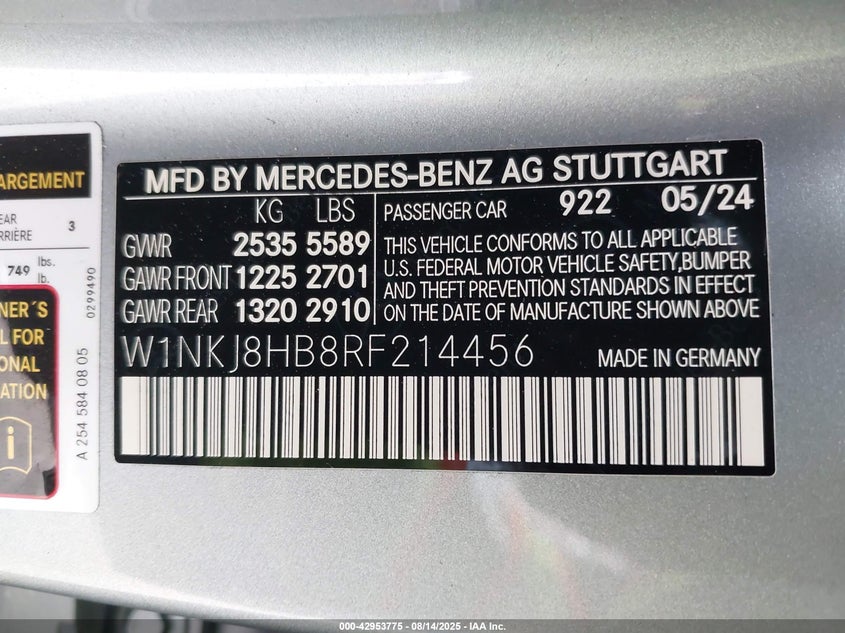 ARGEMENT
EAR
RRIÈRE 3
749 lbs.
lb.
NER´S
L FOR
IONAL
ATION
i
0299490
A 254 584 08 05
MFD BY MERCEDES-BENZ AG STUTTGART
KG LBS
GVWR 2535 5589
GAWR FRONT 1225 2701
GAWR REAR 1320 2910
PASSENGER CAR 922 05/24
THIS VEHICLE CONFORMS TO ALL APPLICABLE
U.S. FEDERAL MOTOR VEHICLE SAFETY,BUMPER
AND THEFT PREVENTION STANDARDS IN EFFECT
ON THE DATE OF MANUFACTURE SHOWN ABOVE
W1NKJ8HB8RF214456 MADE IN GERMANY
000-42953775 - 08/14/2025 - IAA Inc.